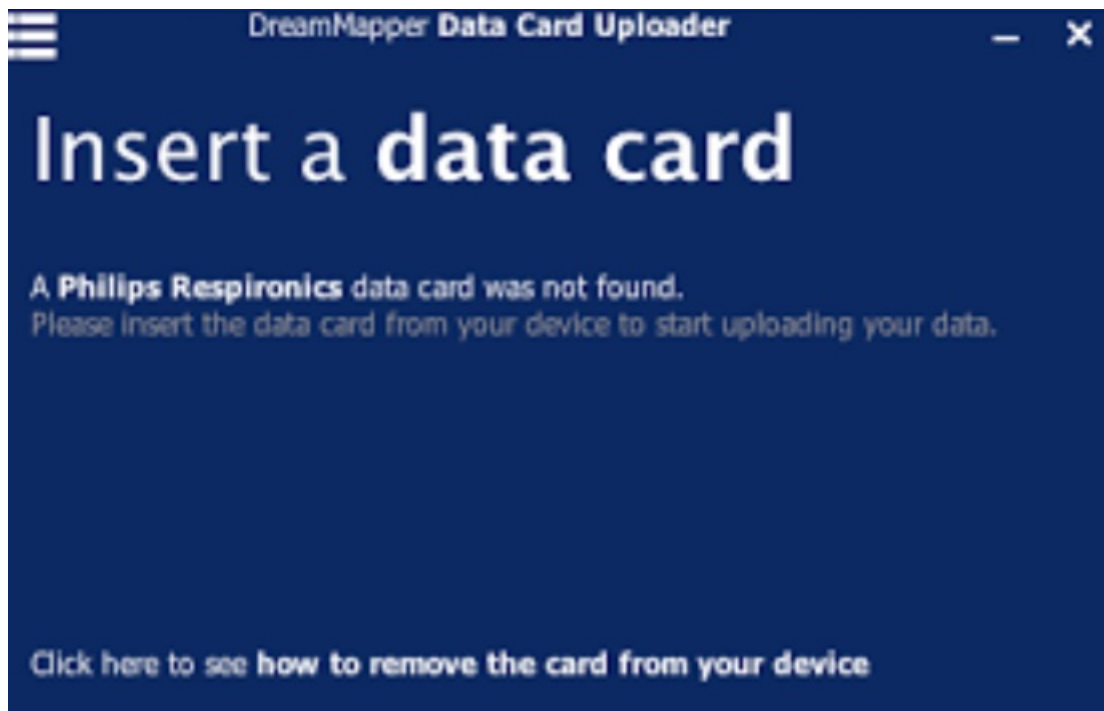 DreamMapper Data Card Uploader
Insert a data card
A Philips Respironics data card was not found.
Please insert the data card from your device to start uploading your data.
Click here to see how to remove the card from your device